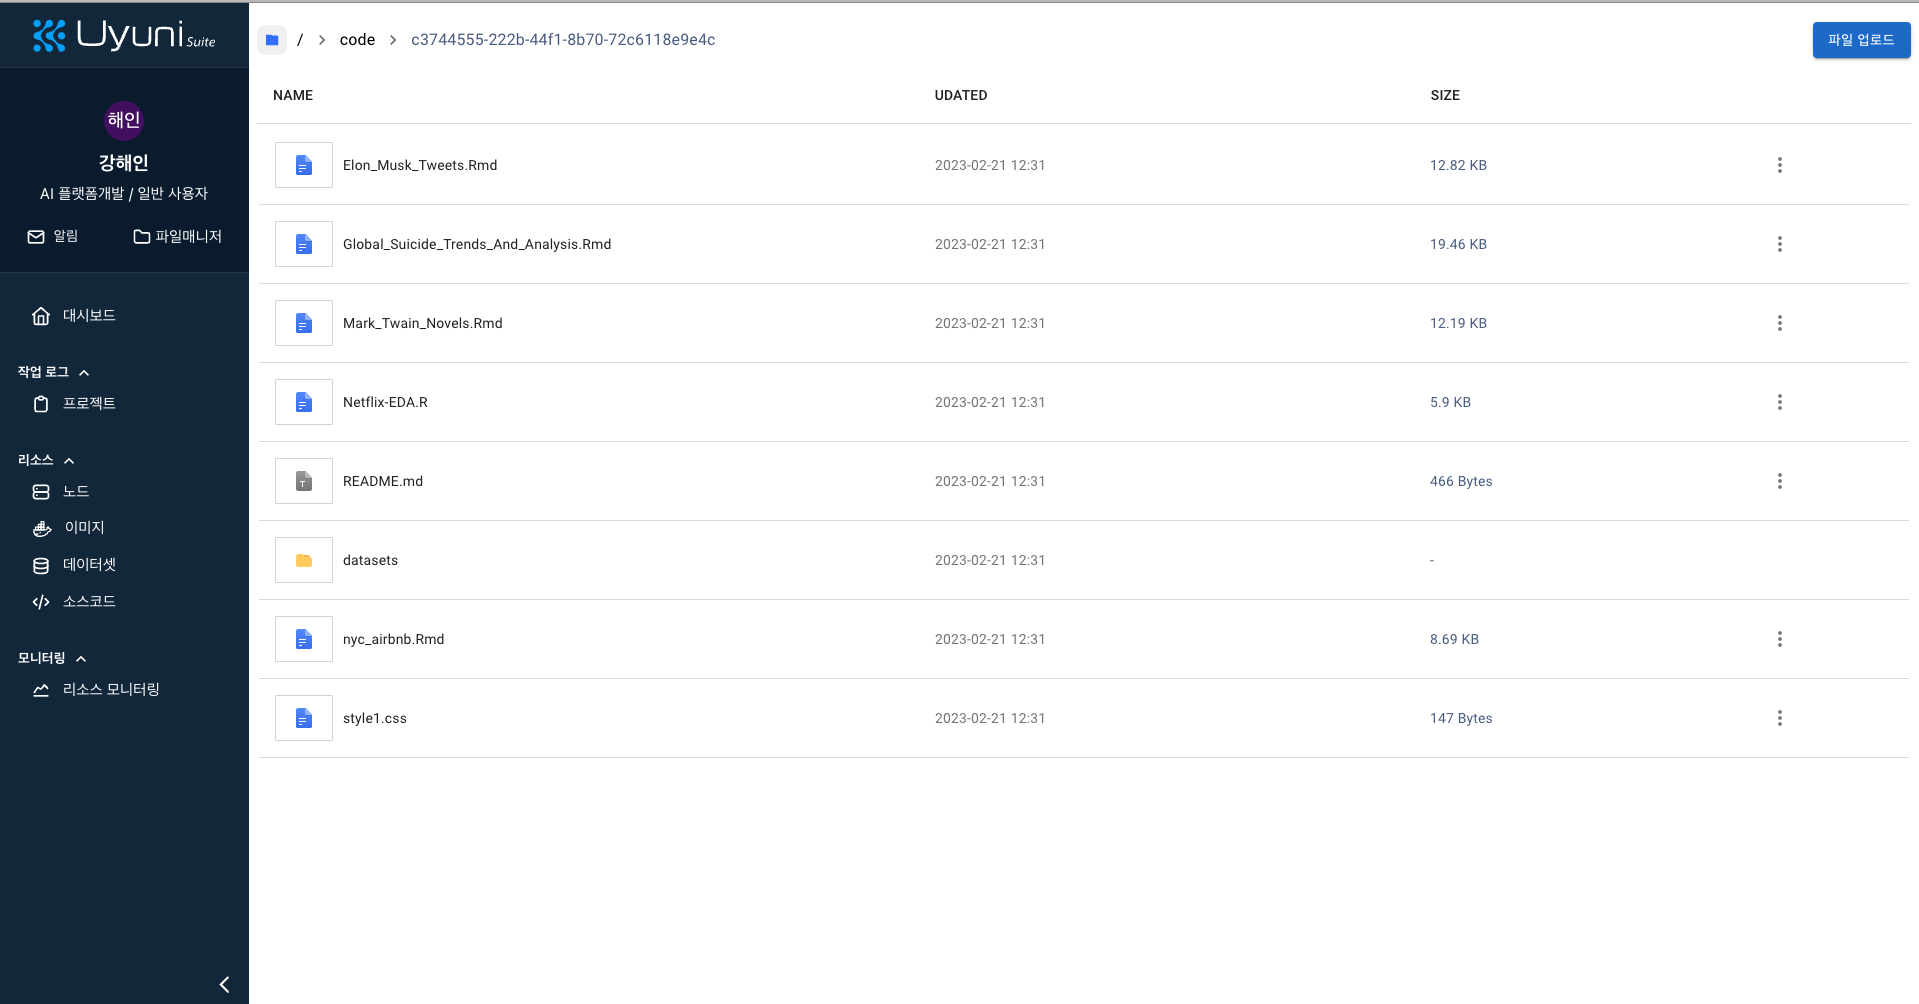 Uyuni Suite
해인
강해인
AI 플랫폼개발 / 일반 사용자
알림 파일매니저
대시보드
작업 로그
프로젝트
리소스
노드
이미지
데이터셋
소스코드
모니터링
리소스 모니터링
/ > code > c3744555-222b-44f1-8b70-72c6118e9e4c
파일 업로드
NAME UDATED SIZE
Elon_Musk_Tweets.Rmd 2023-02-21 12:31 12.82 KB
Global_Suicide_Trends_And_Analysis.Rmd 2023-02-21 12:31 19.46 KB
Mark_Twain_Novels.Rmd 2023-02-21 12:31 12.19 KB
Netflix-EDA.R 2023-02-21 12:31 5.9 KB
README.md 2023-02-21 12:31 466 Bytes
datasets 2023-02-21 12:31 -
nyc_airbnb.Rmd 2023-02-21 12:31 8.69 KB
style1.css 2023-02-21 12:31 147 Bytes